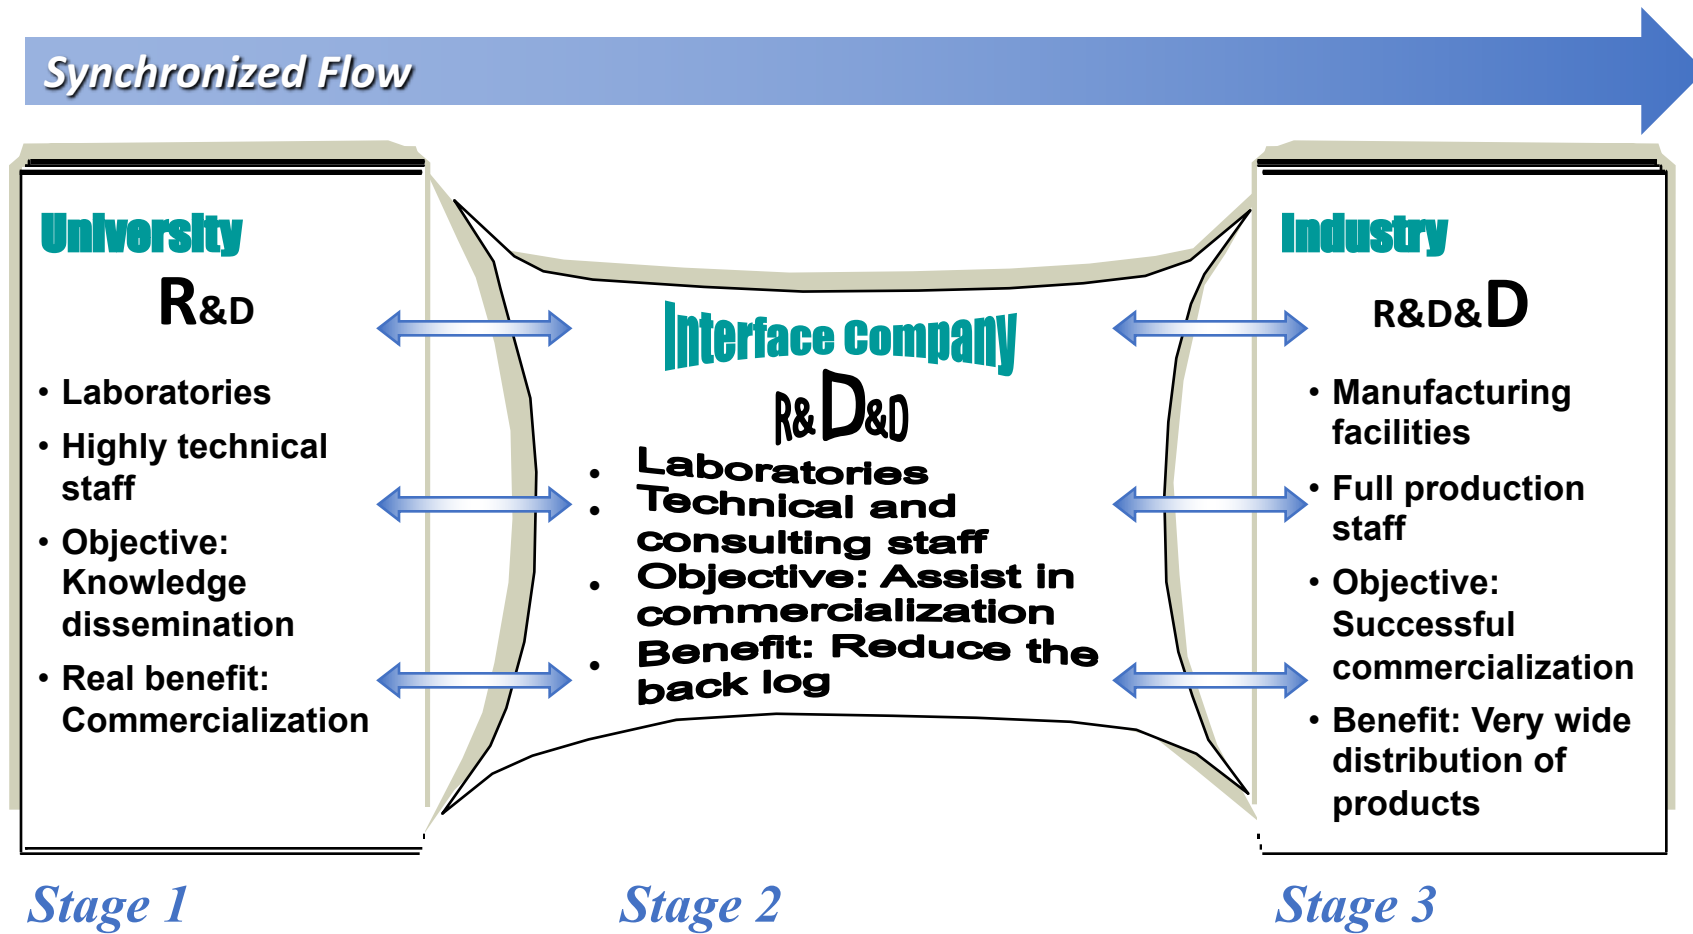 Synchronized Flow
University
R&D
• Laboratories
• Highly technical
staff
• Objective:
Knowledge
dissemination
• Real benefit:
Commercialization
Interface Company
R&D&D
• Laboratories
• Technical and
consulting staff
• Objective: Assist in
commercialization
• Benefit: Reduce the
back log
Industry
R&D&D
• Manufacturing
facilities
• Full production
staff
• Objective:
Successful
commercialization
• Benefit: Very wide
distribution of
products
Stage 1
Stage 2
Stage 3